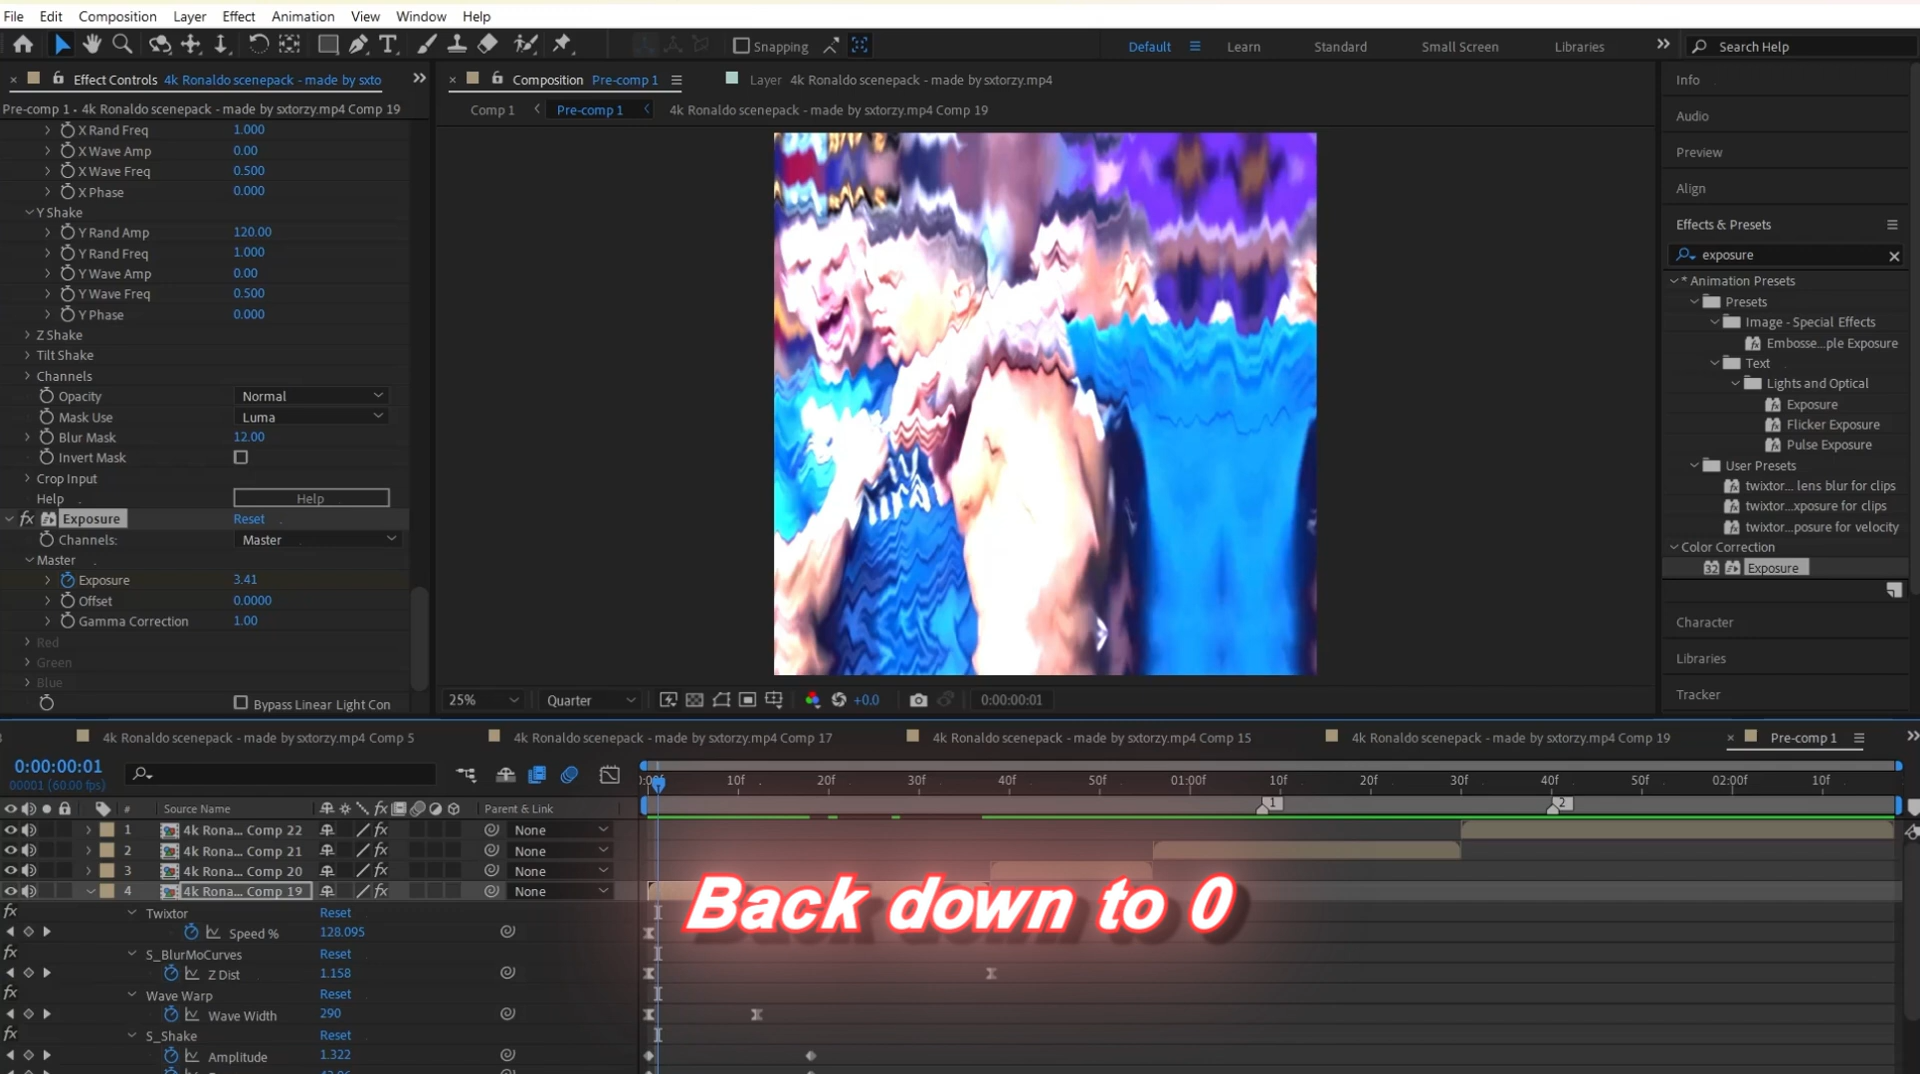 File Edit Composition Layer Effect Animation View Window Help
Snapping
Default Learn Standard Small Screen Libraries Search Help
Effect Controls 4k Ronaldo scenepack - made by sxto
Composition Pre-comp 1
Layer 4k Ronaldo scenepack - made by sxtorzy.mp4
Pre-comp 1 - 4k Ronaldo scenepack - made by sxtorzy.mp4 Comp 19
Comp 1 Pre-comp 1 4k Ronaldo scenepack - made by sxtorzy.mp4 Comp 19
X Rand Freq 1.000
X Wave Amp 0.00
X Wave Freq 0.500
X Phase 0.000
Y Shake
Y Rand Amp 120.00
Y Rand Freq 1.000
Y Wave Amp 0.00
Y Wave Freq 0.500
Y Phase 0.000
Z Shake
Tilt Shake
Channels
Opacity Normal
Mask Use Luma
Blur Mask 12.00
Invert Mask
Crop Input
Help Help
Exposure Reset
Channels: Master
Master
Exposure 3.41
Offset 0.0000
Gamma Correction 1.00
Red
Green
Blue
Bypass Linear Light Con
25% Quarter +0.0 0:00:00:01
Info
Audio
Preview
Align
Effects & Presets
exposure
* Animation Presets
Presets
Image - Special Effects
Embosse...ple Exposure
Text
Lights and Optical
Exposure
Flicker Exposure
Pulse Exposure
User Presets
twixtor... lens blur for clips
twixtor...xposure for clips
twixtor...posure for velocity
Color Correction
32 Exposure
Character
Libraries
Tracker
4k Ronaldo scenepack - made by sxtorzy.mp4 Comp 5
4k Ronaldo scenepack - made by sxtorzy.mp4 Comp 17
4k Ronaldo scenepack - made by sxtorzy.mp4 Comp 15
4k Ronaldo scenepack - made by sxtorzy.mp4 Comp 19
Pre-comp 1
0:00:00:01
00001 (60.00 fps)
10f 20f 30f 40f 50f 01:00f 10f 20f 30f 40f 50f 02:00f 10f
# Source Name fx Parent & Link
1 2
1 4k Rona... Comp 22 fx None
2 4k Rona... Comp 21 fx None
3 4k Rona... Comp 20 fx None
4 4k Rona... Comp 19 fx None
Back down to 0
fx Twixtor Reset
Speed % 128.095
fx S_BlurMoCurves
Z Dist 1.158
fx Wave Warp Reset
Wave Width 290
fx S_Shake Reset
Amplitude 1.322